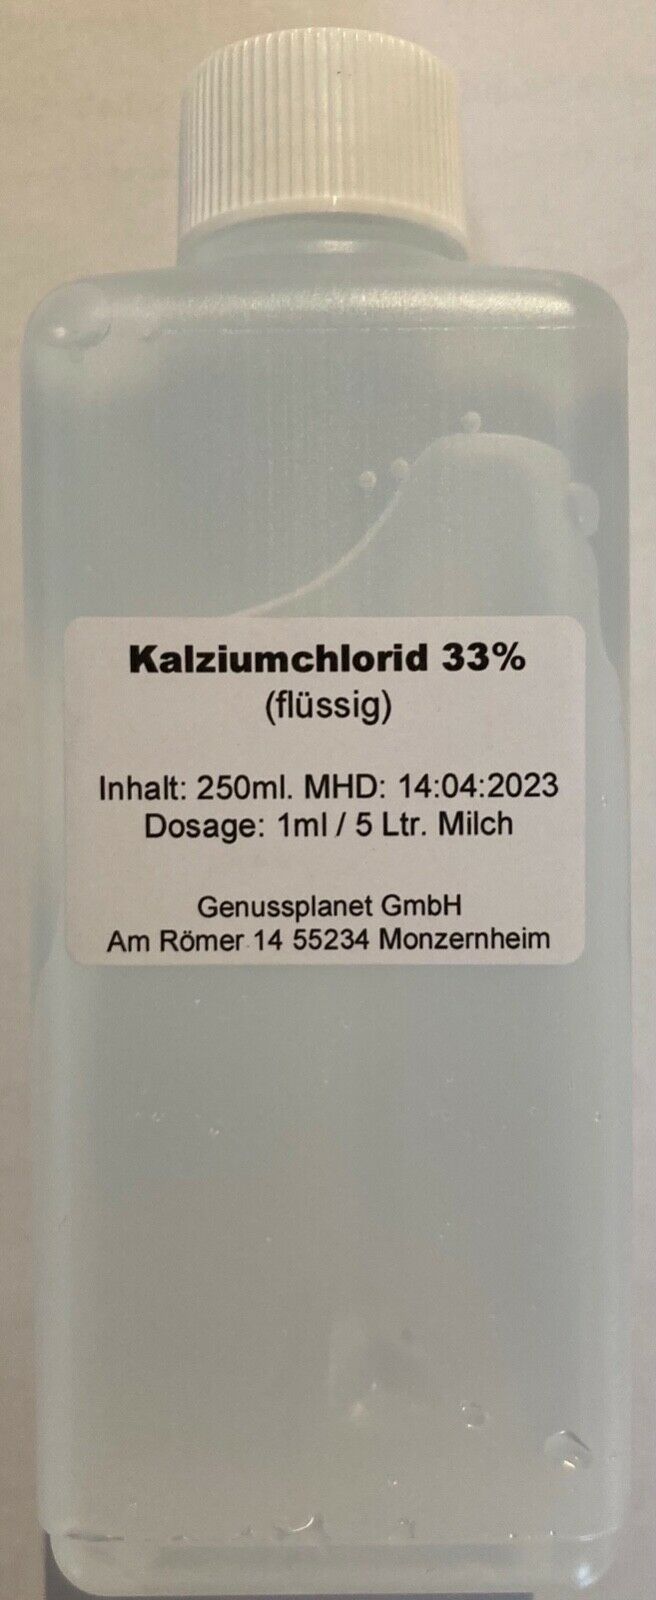 Kalziumchlorid 33%
(flüssig)
Inhalt: 250ml. MHD: 14:04:2023
Dosage: 1ml / 5 Ltr. Milch
Genussplanet GmbH
Am Römer 14 55234 Monzernheim